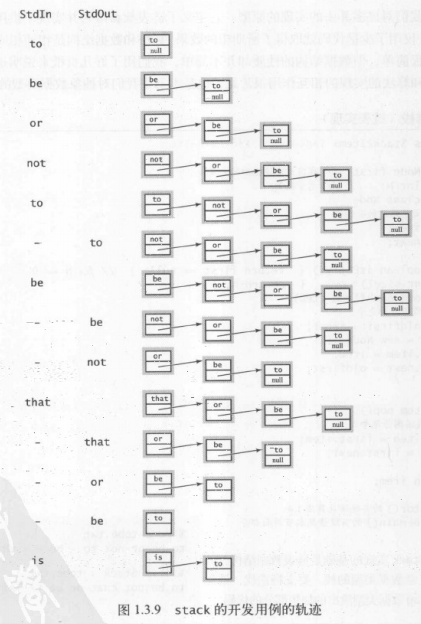 StdIn StdOut
to to
null
be be to
null
or or be to
null
not not or be to
null
to to not or be to
null
- to not or be to
null
be be not or be to
null
- be not or be to
null
- not or be to
null
that that or be to
null
- that or be to
null
- or be to
- be to
is is to
图 1.3.9 stack 的开发用例的轨迹